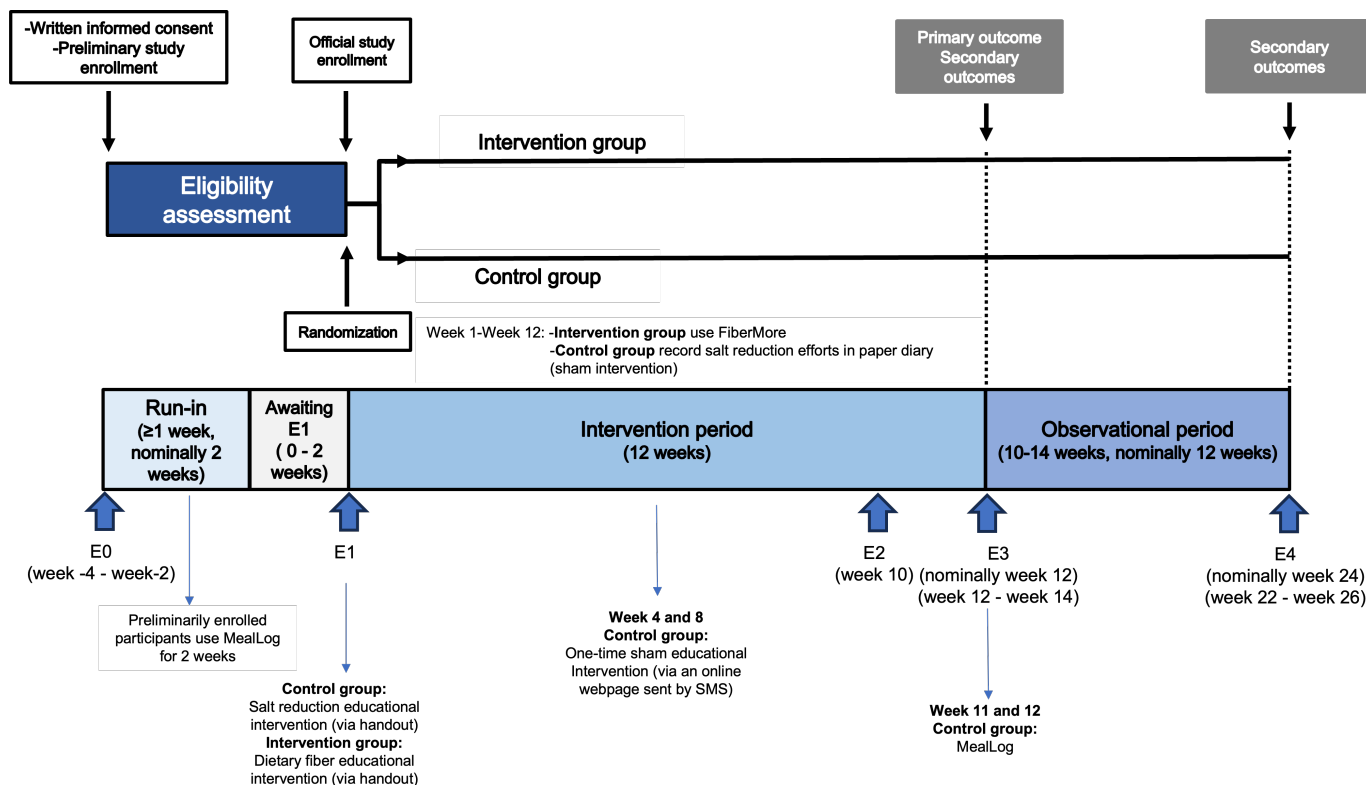 -Written informed consent
-Preliminary study
enrollment
Official study
enrollment
Primary outcome
Secondary
outcomes
Secondary
outcomes
Intervention group
Eligibility
assessment
Control group
Randomization
Week 1-Week 12: -Intervention group use FiberMore
-Control group record salt reduction efforts in paper diary
(sham intervention)
Run-in
(≥1 week,
nominally 2
weeks)
Awaiting
E1
( 0 - 2
weeks)
Intervention period
(12 weeks)
Observational period
(10-14 weeks, nominally 12 weeks)
E0
(week -4 - week-2)
E1
E2
(week 10)
E3
(nominally week 12)
(week 12 - week 14)
E4
(nominally week 24)
(week 22 - week 26)
Preliminarily enrolled
participants use MealLog
for 2 weeks
Control group:
Salt reduction educational
intervention (via handout)
Intervention group:
Dietary fiber educational
intervention (via handout)
Week 4 and 8
Control group:
One-time sham educational
Intervention (via an online
webpage sent by SMS)
Week 11 and 12
Control group:
MealLog